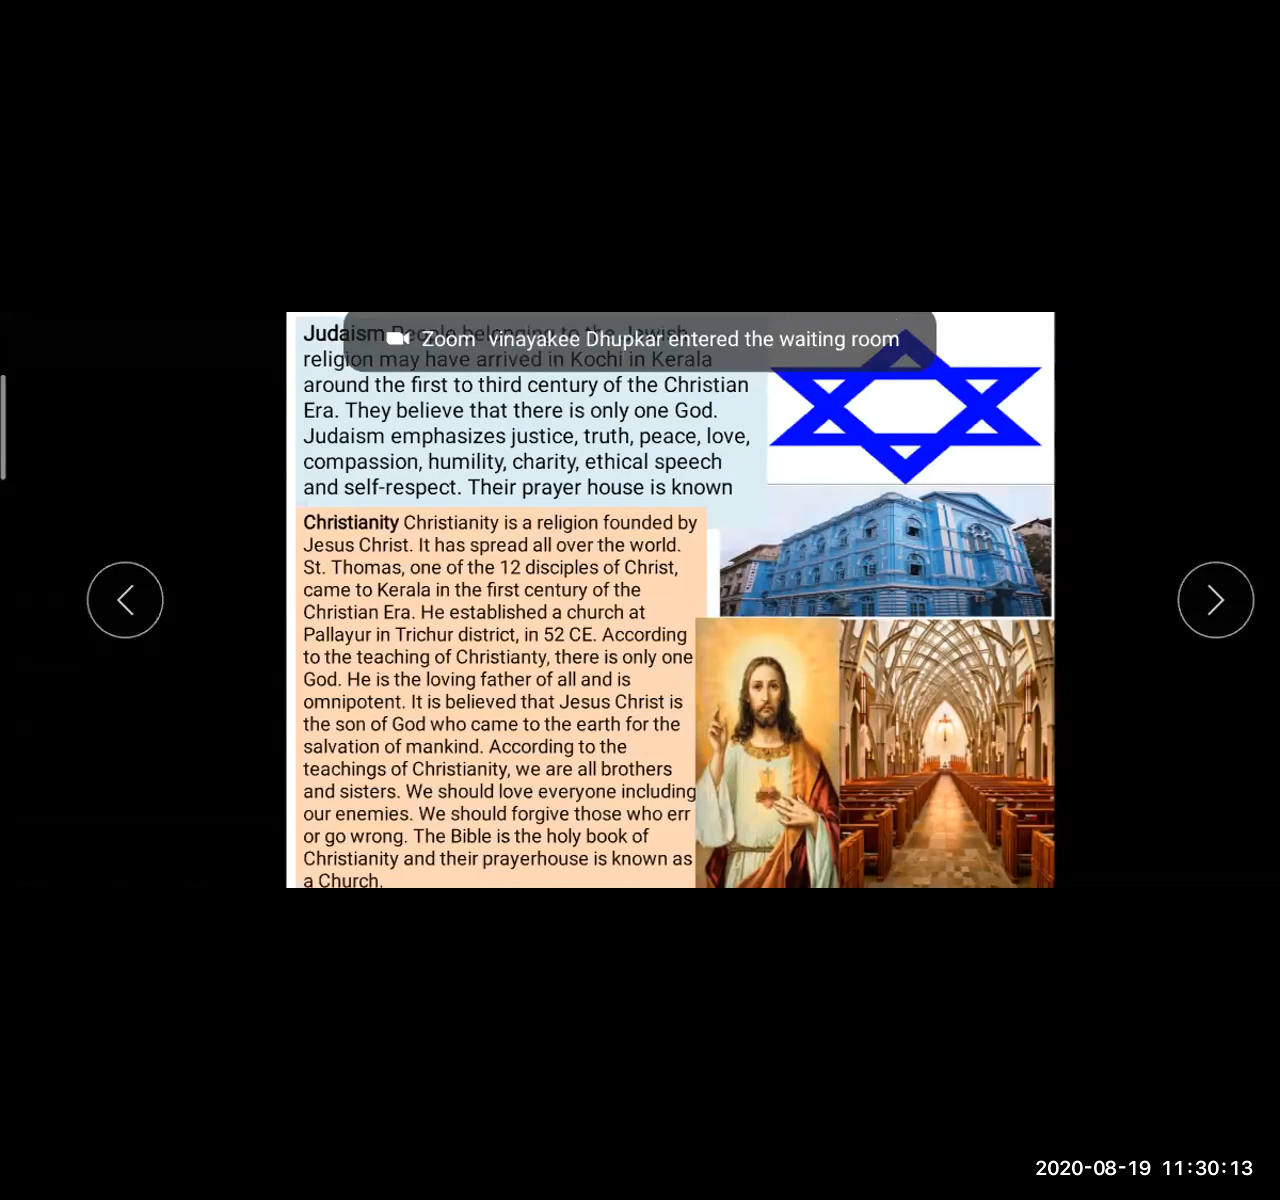 Zoom Vinayakee Dhupkar entered the waiting room
Judaism People belonging to the Jewish
religion may have arrived in Kochi in Kerala
around the first to third century of the Christian
Era. They believe that there is only one God.
Judaism emphasizes justice, truth, peace, love,
compassion, humility, charity, ethical speech
and self-respect. Their prayer house is known
Christianity Christianity is a religion founded by
Jesus Christ. It has spread all over the world.
St. Thomas, one of the 12 disciples of Christ,
came to Kerala in the first century of the
Christian Era. He established a church at
Pallayur in Trichur district, in 52 CE. According
to the teaching of Christianty, there is only one
God. He is the loving father of all and is
omnipotent. It is believed that Jesus Christ is
the son of God who came to the earth for the
salvation of mankind. According to the
teachings of Christianity, we are all brothers
and sisters. We should love everyone including
our enemies. We should forgive those who err
or go wrong. The Bible is the holy book of
Christianity and their prayerhouse is known as
a Church.
2020-08-19 11:30:13